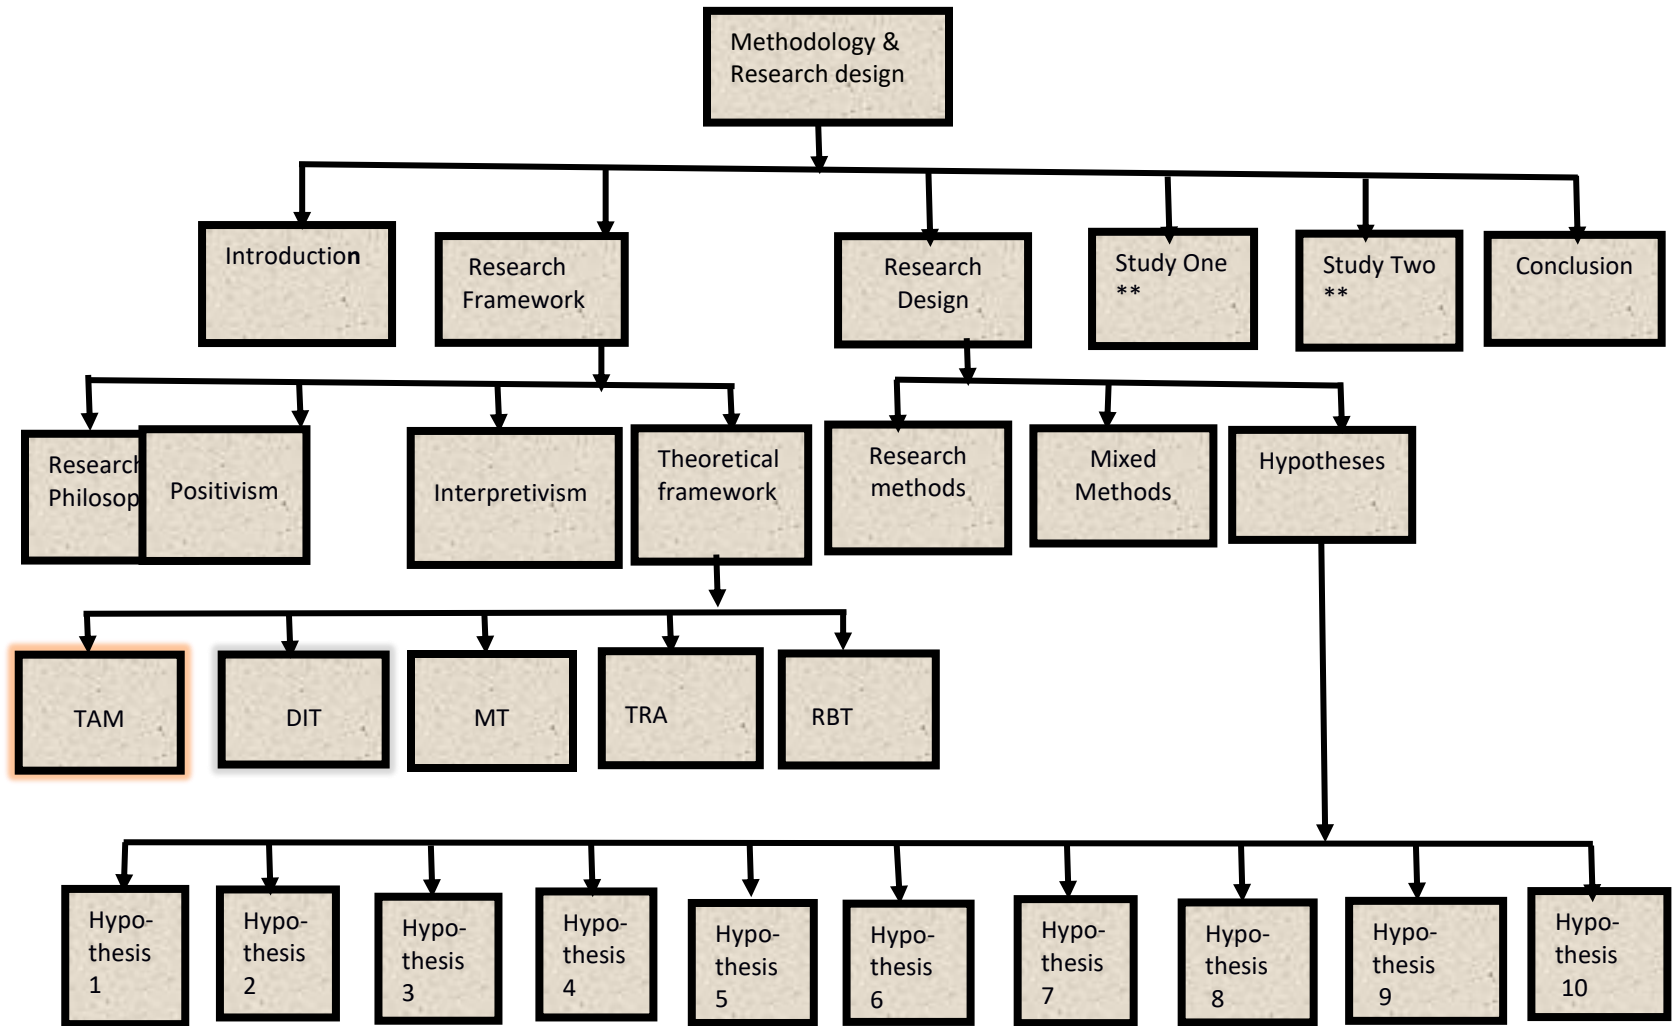 Methodology &
Research design
Introduction
Research
Framework
Research
Design
Study One
**
Study Two
**
Conclusion
Research
Philosop
Positivism
Interpretivism
Theoretical
framework
Research
methods
Mixed
Methods
Hypotheses
TAM
DIT
MT
TRA
RBT
Hypo-
thesis
1
Hypo-
thesis
2
Hypo-
thesis
3
Hypo-
thesis
4
Hypo-
thesis
5
Hypo-
thesis
6
Hypo-
thesis
7
Hypo-
thesis
8
Hypo-
thesis
9
Hypo-
thesis
10